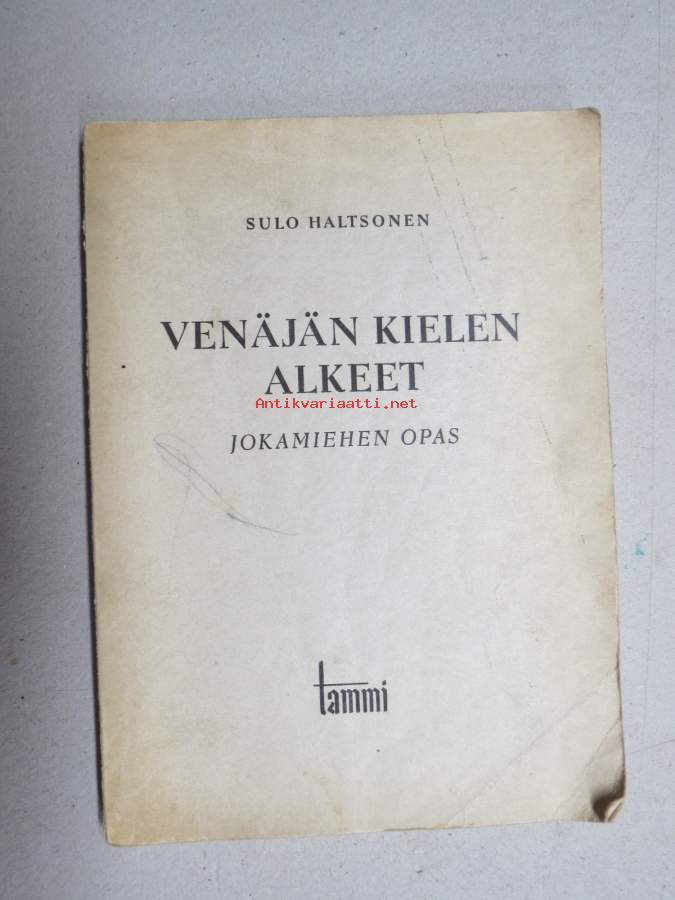 SULO HALTSONEN
VENÄJÄN KIELEN
ALKEET
Antikvariaatti.net
JOKAMIEHEN OPAS
tammi